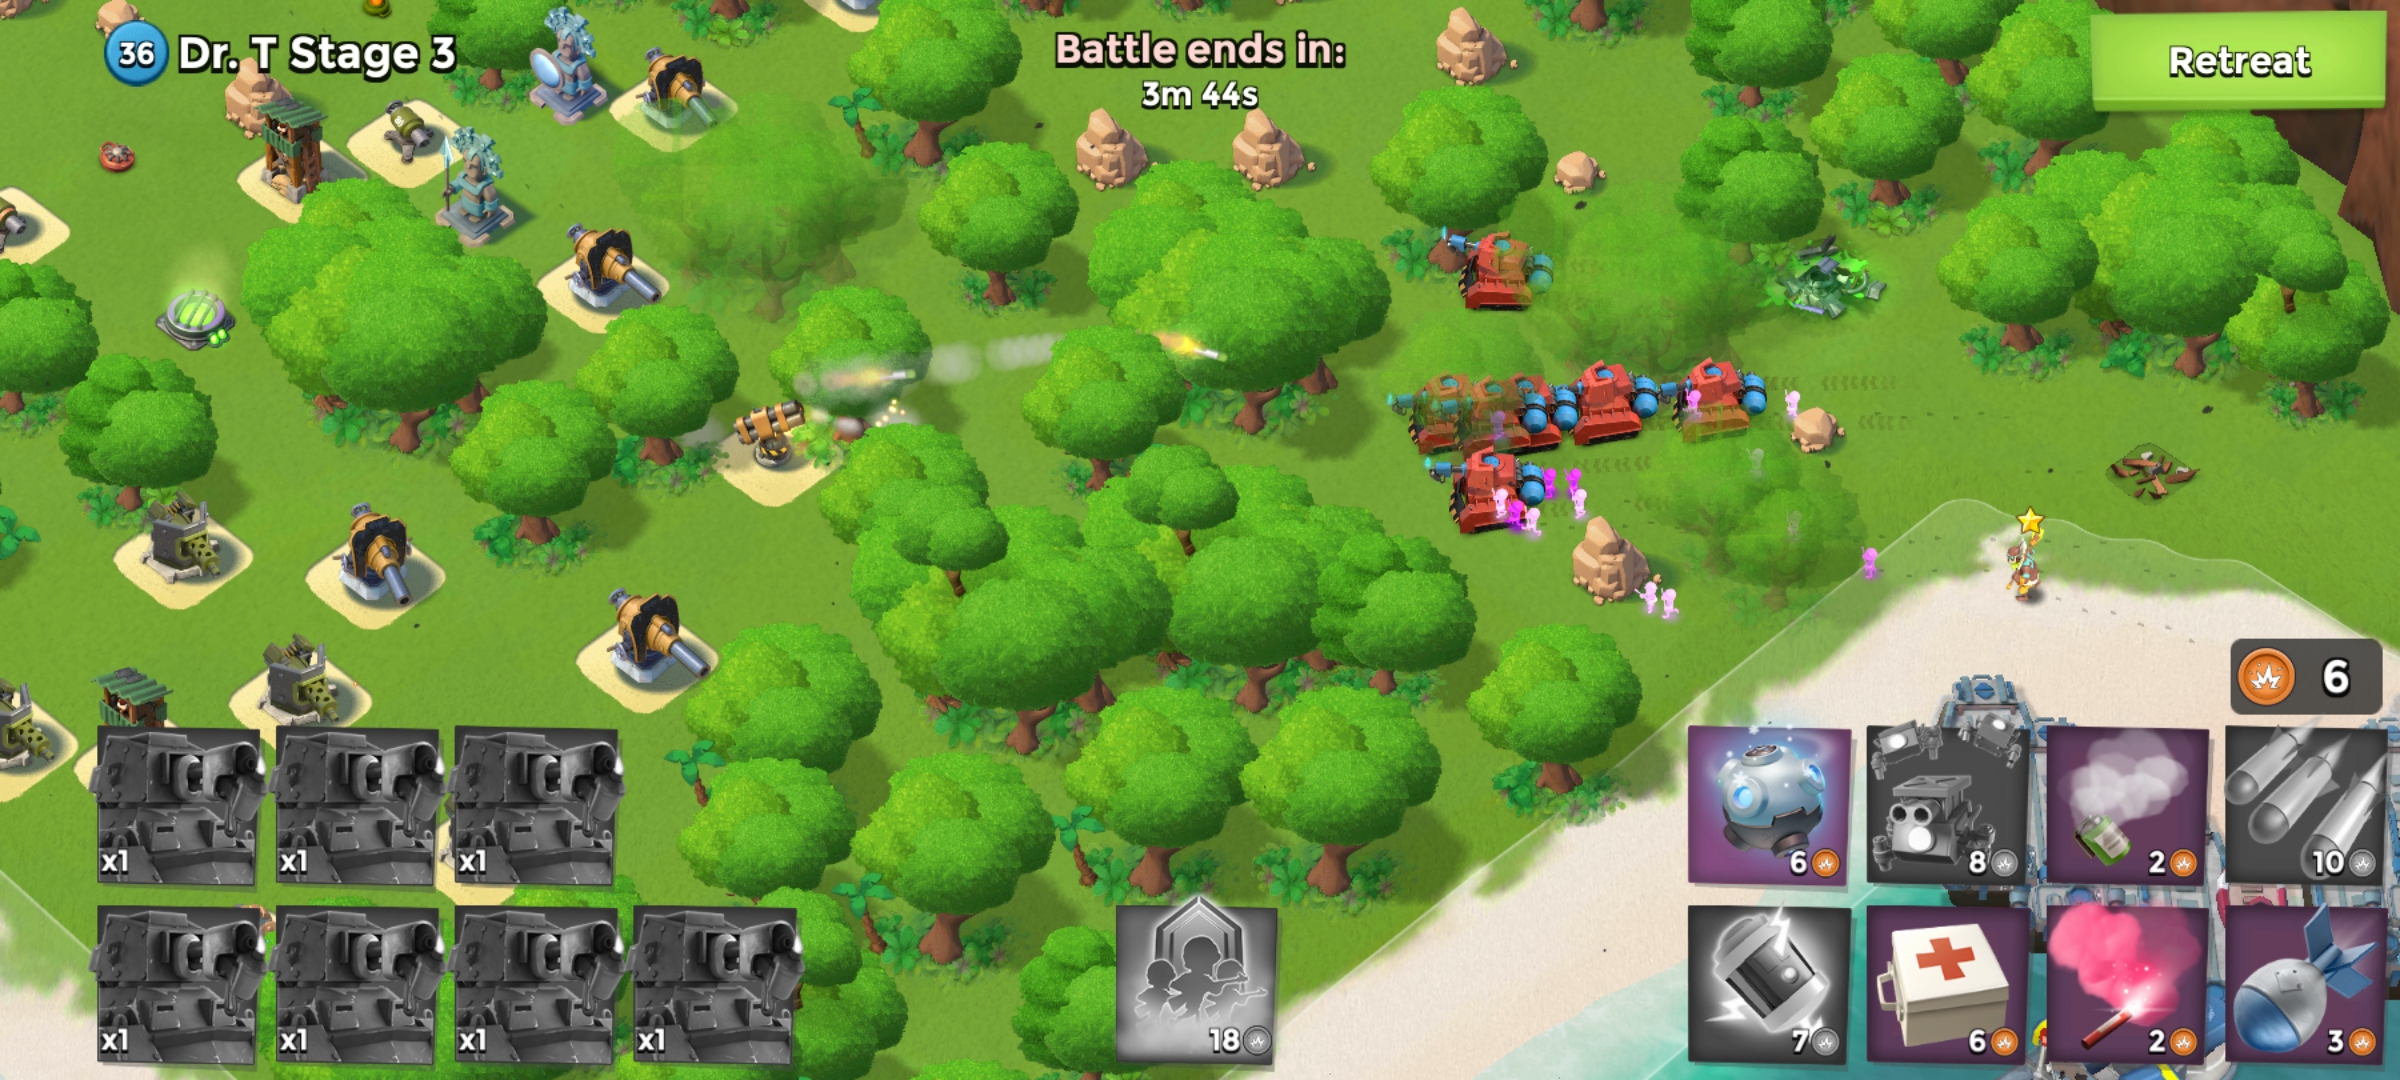 36 Dr. T Stage 3
Battle ends in:
3m 44s
Retreat
6
x1 x1 x1
6 8 2 10
x1 x1 x1 x1
18
7 6 2 3